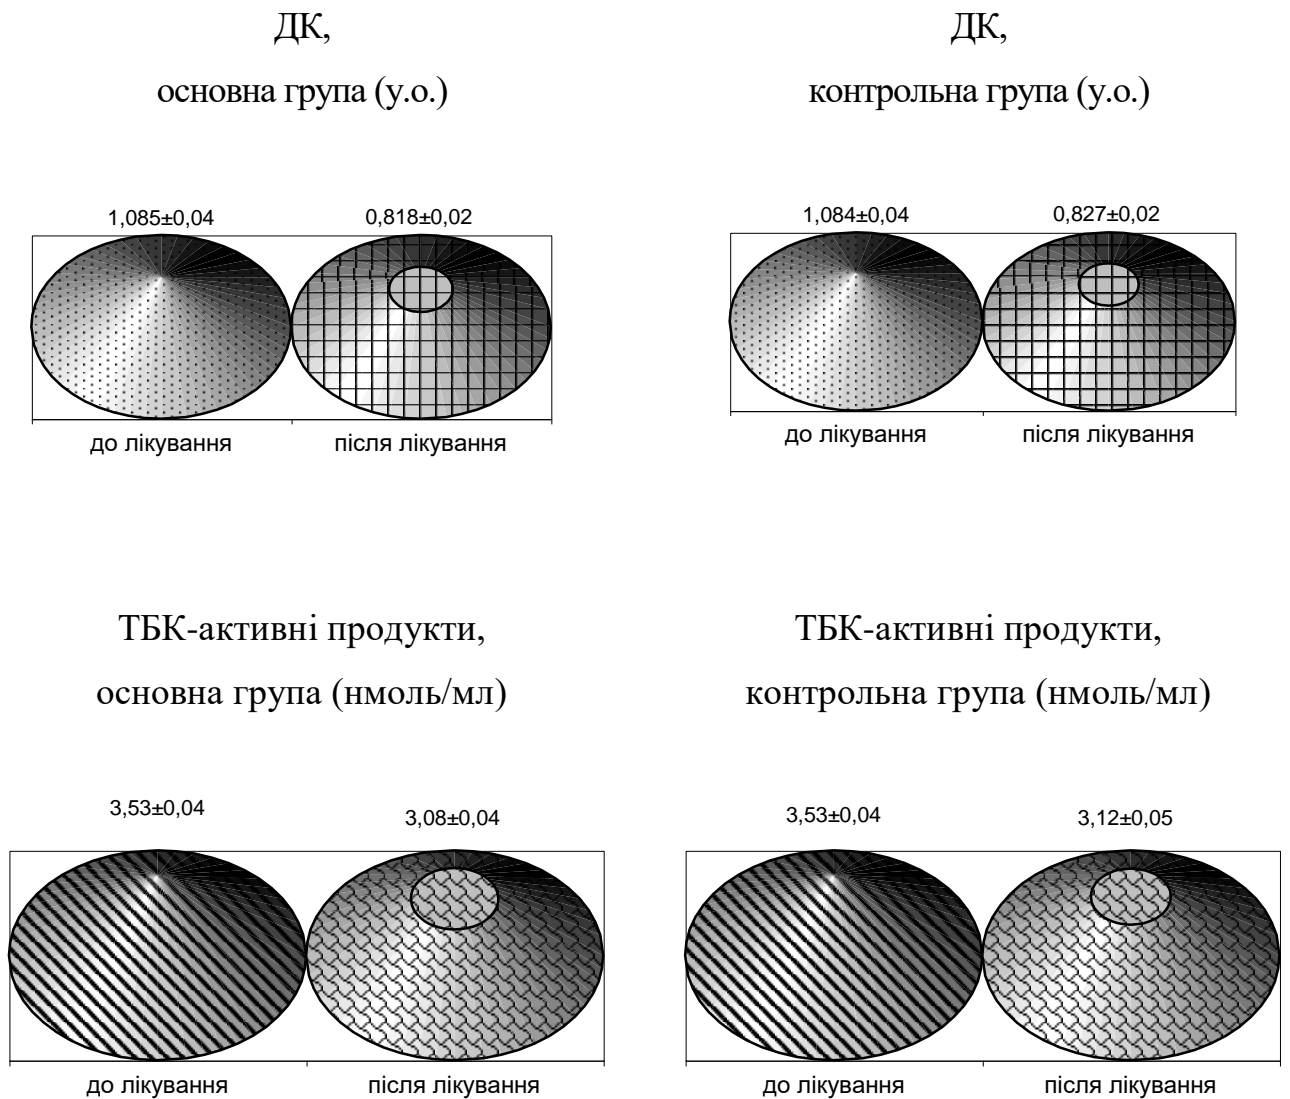 ДК,
основна група (у.о.)
1,085±0,04
0,818±0,02
до лікування
після лікування
ДК,
контрольна група (у.о.)
1,084±0,04
0,827±0,02
до лікування
після лікування
ТБК-активні продукти,
основна група (нмоль/мл)
3,53±0,04
3,08±0,04
до лікування
після лікування
ТБК-активні продукти,
контрольна група (нмоль/мл)
3,53±0,04
3,12±0,05
до лікування
після лікування